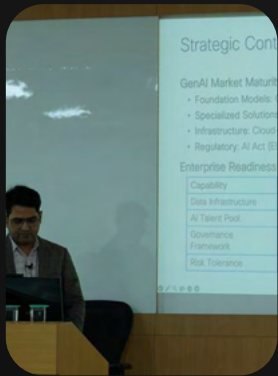 Strategic Cont
GenAI Market Maturit
• Foundation Models:
• Specialized Solution
• Infrastructure: Cloud
• Regulatory: AI Act (E
Enterprise Readiness
Capability
Data Infrastructure
AI Talent Pool
Governance
Framework
Risk Tolerance